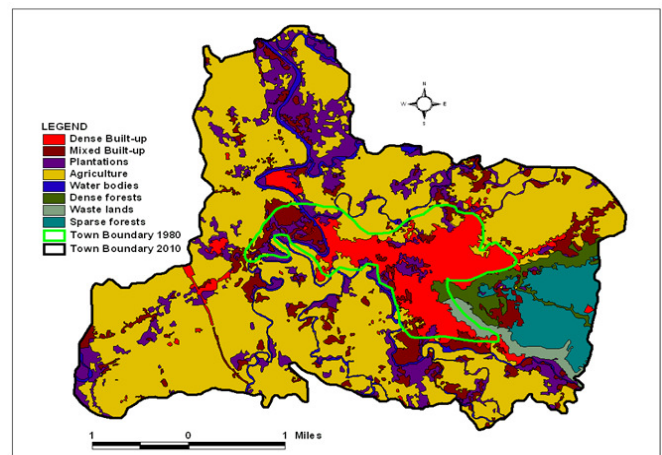 N
W E
S
LEGEND
Dense Built-up
Mixed Built-up
Plantations
Agriculture
Water bodies
Dense forests
Waste lands
Sparse forests
Town Boundary 1980
Town Boundary 2010
1 0 1 Miles